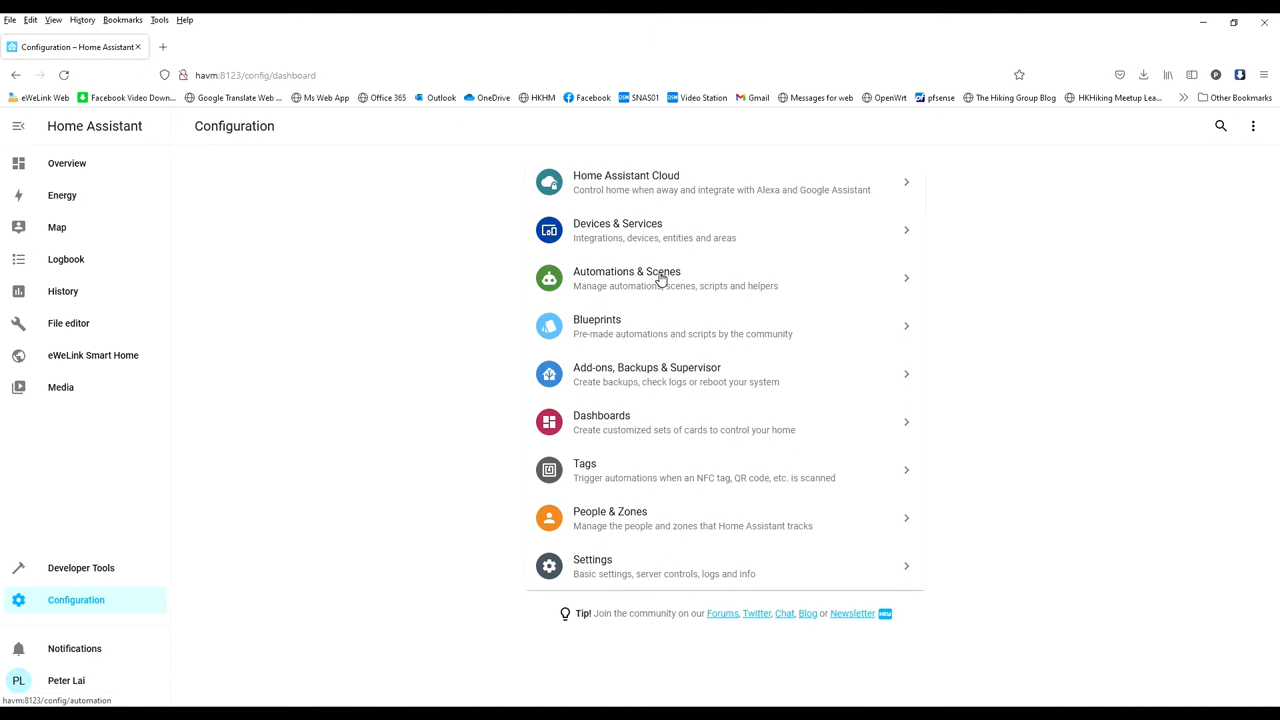 File Edit View History Bookmarks Tools Help
Configuration – Home Assistant
havm:8123/config/dashboard
eWeLink Web Facebook Video Down... Google Translate Web ... Ms Web App Office 365 Outlook OneDrive HKHM Facebook SNAS01 Video Station Gmail Messages for web OpenWrt pfsense The Hiking Group Blog HKHiking Meetup Lea... Other Bookmarks
Home Assistant
Configuration
Overview
Energy
Map
Logbook
History
File editor
eWeLink Smart Home
Media
Developer Tools
Configuration
Notifications
PL Peter Lai
havm:8123/config/automation
Home Assistant Cloud
Control home when away and integrate with Alexa and Google Assistant
Devices & Services
Integrations, devices, entities and areas
Automations & Scenes
Manage automations, scenes, scripts and helpers
Blueprints
Pre-made automations and scripts by the community
Add-ons, Backups & Supervisor
Create backups, check logs or reboot your system
Dashboards
Create customized sets of cards to control your home
Tags
Trigger automations when an NFC tag, QR code, etc. is scanned
People & Zones
Manage the people and zones that Home Assistant tracks
Settings
Basic settings, server controls, logs and info
Tip! Join the community on our Forums, Twitter, Chat, Blog or Newsletter NEW